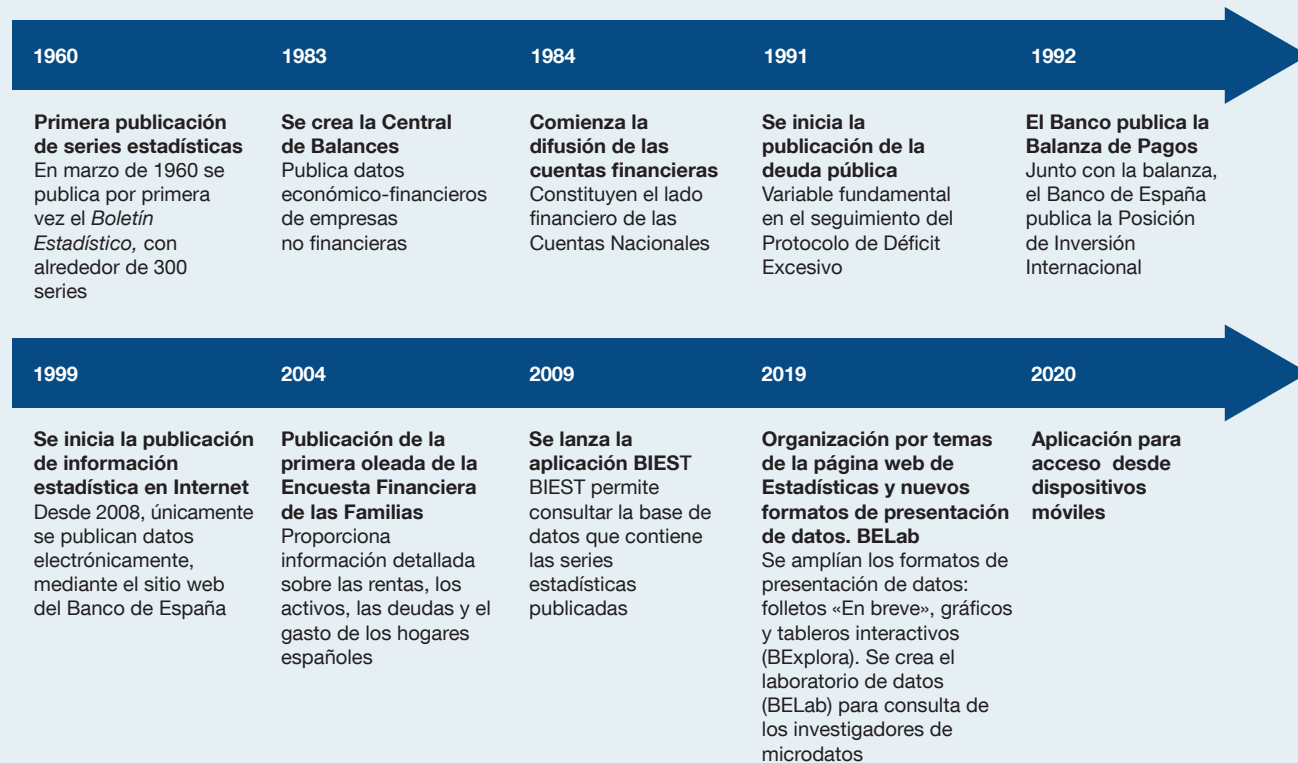 1960
1983
1984
1991
1992
Primera publicación
de series estadísticas
En marzo de 1960 se
publica por primera
vez el Boletín
Estadístico, con
alrededor de 300
series
Se crea la Central
de Balances
Publica datos
económico-financieros
de empresas
no financieras
Comienza la
difusión de las
cuentas financieras
Constituyen el lado
financiero de las
Cuentas Nacionales
Se inicia la
publicación de la
deuda pública
Variable fundamental
en el seguimiento del
Protocolo de Déficit
Excesivo
El Banco publica la
Balanza de Pagos
Junto con la balanza,
el Banco de España
publica la Posición
de Inversión
Internacional
1999
2004
2009
2019
2020
Se inicia la publicación
de información
estadística en Internet
Desde 2008, únicamente
se publican datos
electrónicamente,
mediante el sitio web
del Banco de España
Publicación de la
primera oleada de la
Encuesta Financiera
de las Familias
Proporciona
información detallada
sobre las rentas, los
activos, las deudas y el
gasto de los hogares
españoles
Se lanza la
aplicación BIEST
BIEST permite
consultar la base de
datos que contiene
las series
estadísticas
publicadas
Organización por temas
de la página web de
Estadísticas y nuevos
formatos de presentación
de datos. BELab
Se amplían los formatos de
presentación de datos:
folletos «En breve», gráficos
y tableros interactivos
(BExplora). Se crea el
laboratorio de datos
(BELab) para consulta de
los investigadores de
microdatos
Aplicación para
acceso desde
dispositivos
móviles